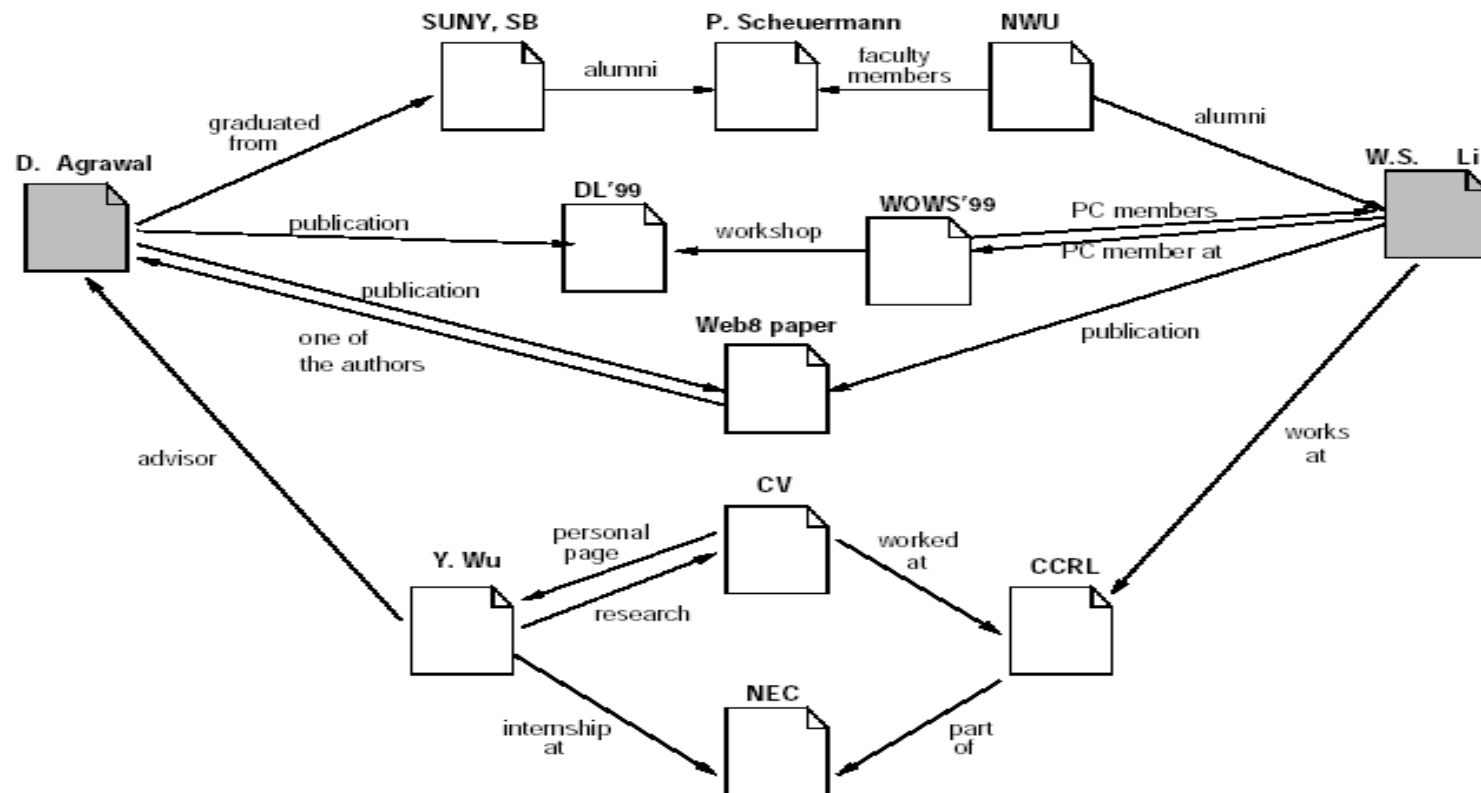 SUNY, SB
P. Scheuermann
NWU
alumni
faculty
members
graduated
from
alumni
D. Agrawal
W.S. Li
DL'99
WOWS'99
publication
workshop
PC members
PC member at
publication
Web8 paper
one of
the authors
publication
advisor
works
at
CV
personal
page
worked
at
Y. Wu
CCRL
research
NEC
internship
at
part
of